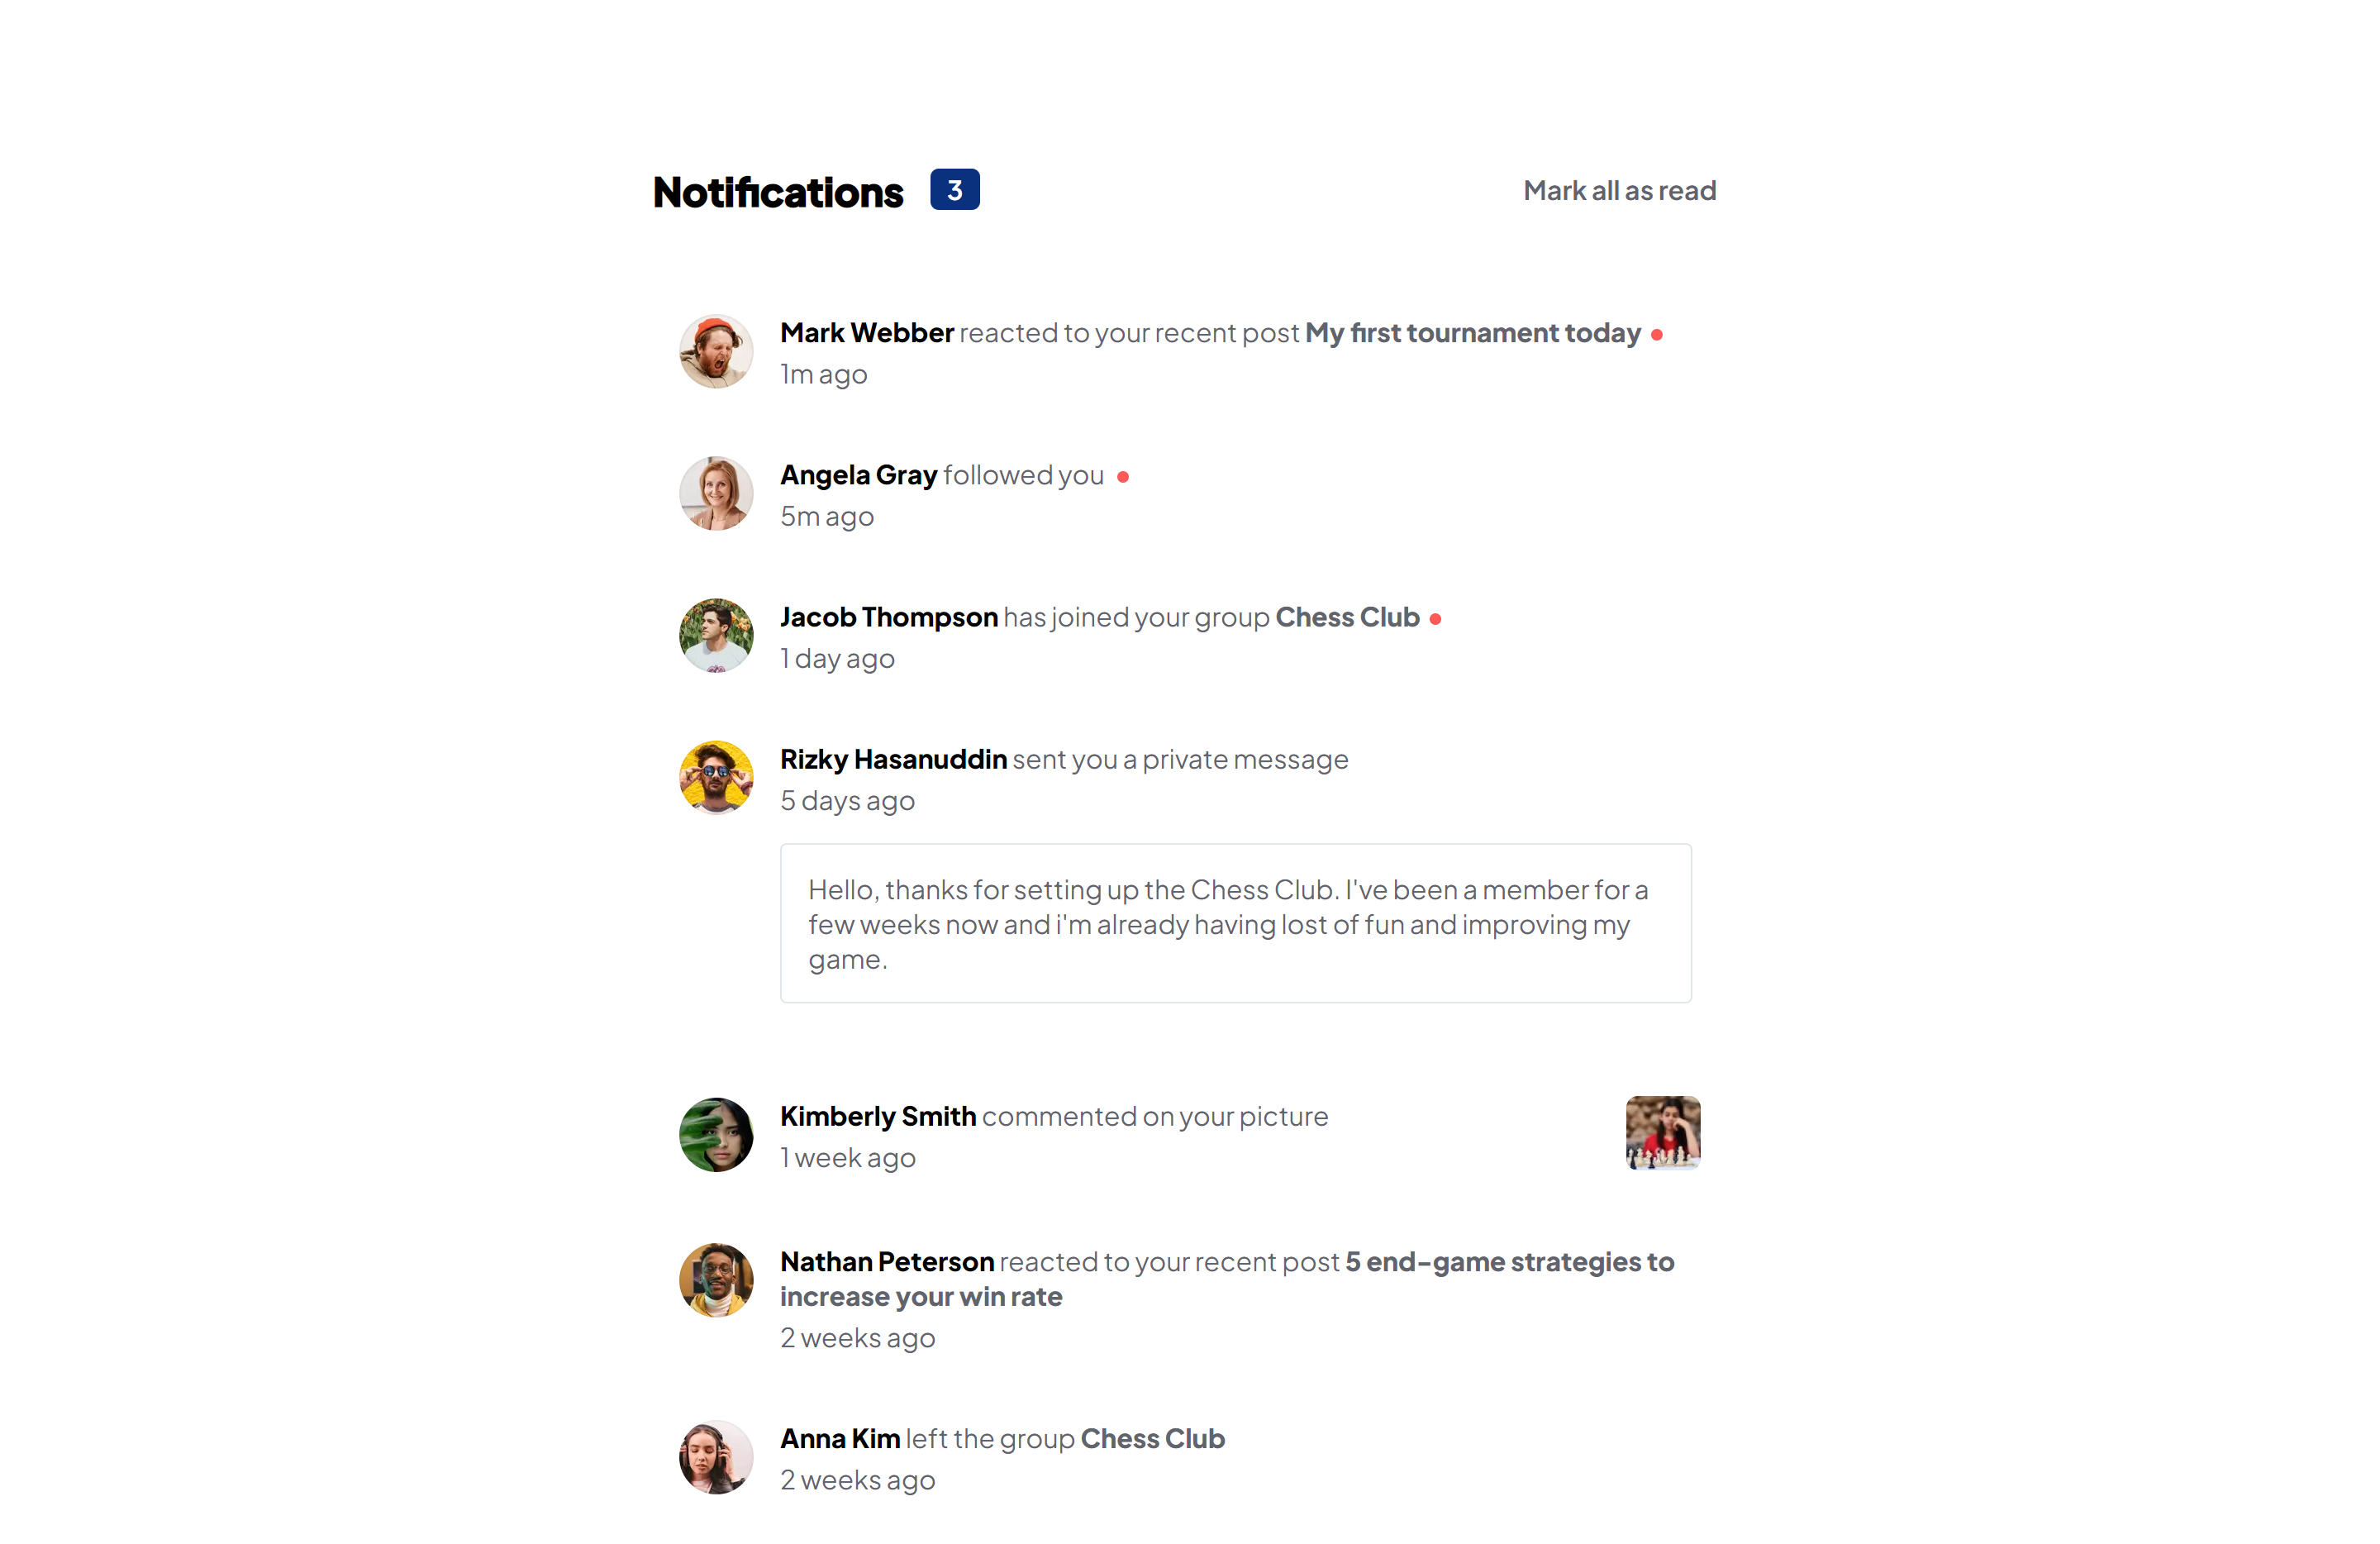 Notifications 3 Mark all as read
Mark Webber reacted to your recent post My first tournament today
1m ago
Angela Gray followed you
5m ago
Jacob Thompson has joined your group Chess Club
1 day ago
Rizky Hasanuddin sent you a private message
5 days ago
Hello, thanks for setting up the Chess Club. I've been a member for a
few weeks now and i'm already having lost of fun and improving my
game.
Kimberly Smith commented on your picture
1 week ago
Nathan Peterson reacted to your recent post 5 end-game strategies to
increase your win rate
2 weeks ago
Anna Kim left the group Chess Club
2 weeks ago